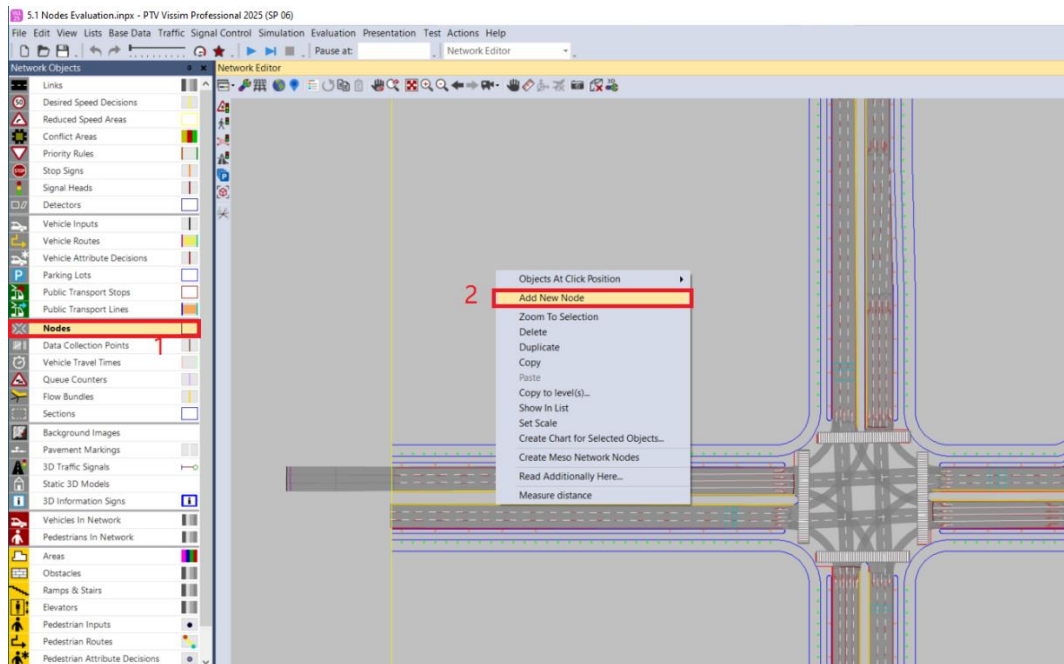 5.1 Nodes Evaluation.inpx - PTV Vissim Professional 2025 (SP 06)
File Edit View Lists Base Data Traffic Signal Control Simulation Evaluation Presentation Test Actions Help
Pause at: Network Editor
Network Objects
Network Editor
Links
50 Desired Speed Decisions
Reduced Speed Areas
Conflict Areas
Priority Rules
STOP Stop Signs
Signal Heads
Detectors
Vehicle Inputs
Vehicle Routes
Vehicle Attribute Decisions
P Parking Lots
Public Transport Stops
Public Transport Lines
Nodes
1
Data Collection Points
Vehicle Travel Times
Queue Counters
Flow Bundles
Sections
Background Images
Pavement Markings
3D Traffic Signals
Static 3D Models
i 3D Information Signs i
Vehicles In Network
Pedestrians In Network
Areas
Obstacles
Ramps & Stairs
Elevators
Pedestrian Inputs
Pedestrian Routes
Pedestrian Attribute Decisions
Objects At Click Position
2 Add New Node
Zoom To Selection
Delete
Duplicate
Copy
Paste
Copy to level(s)...
Show In List
Set Scale
Create Chart for Selected Objects...
Create Meso Network Nodes
Read Additionally Here...
Measure distance